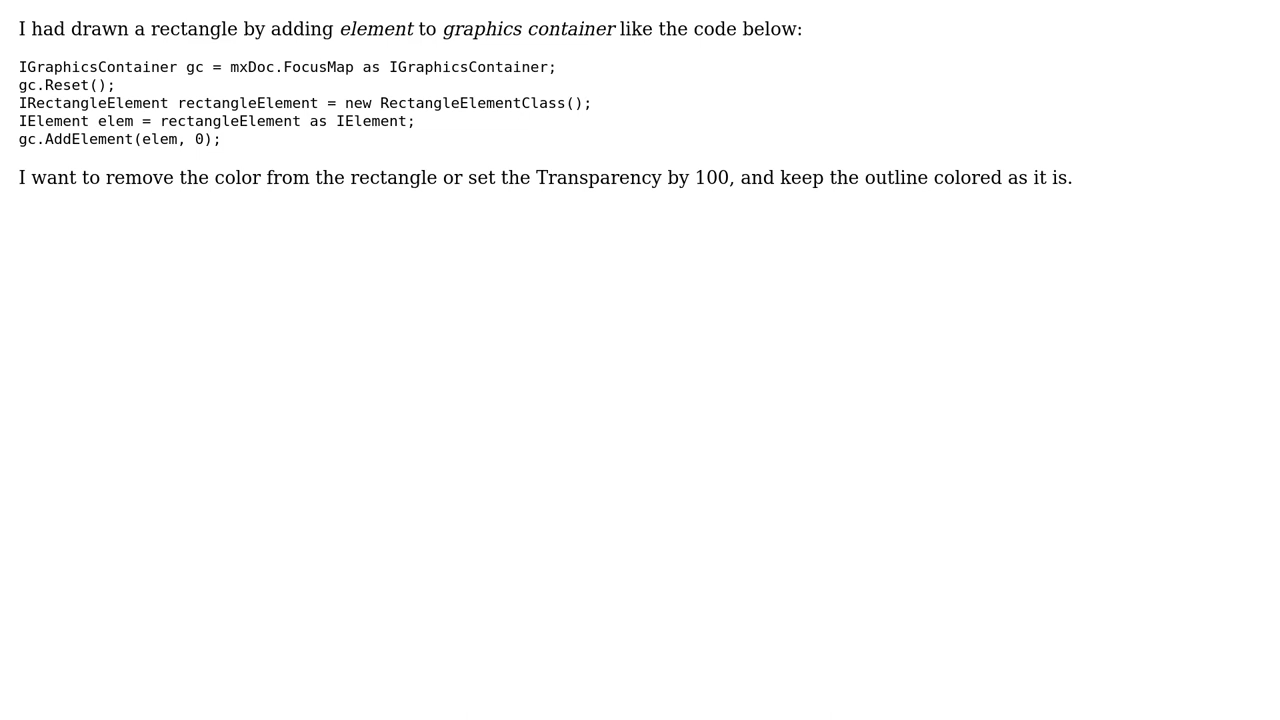 I had drawn a rectangle by adding element to graphics container like the code below:
IGraphicsContainer gc = mxDoc.FocusMap as IGraphicsContainer;
gc.Reset();
IRectangleElement rectangleElement = new RectangleElementClass();
IElement elem = rectangleElement as IElement;
gc.AddElement(elem, 0);
I want to remove the color from the rectangle or set the Transparency by 100, and keep the outline colored as it is.